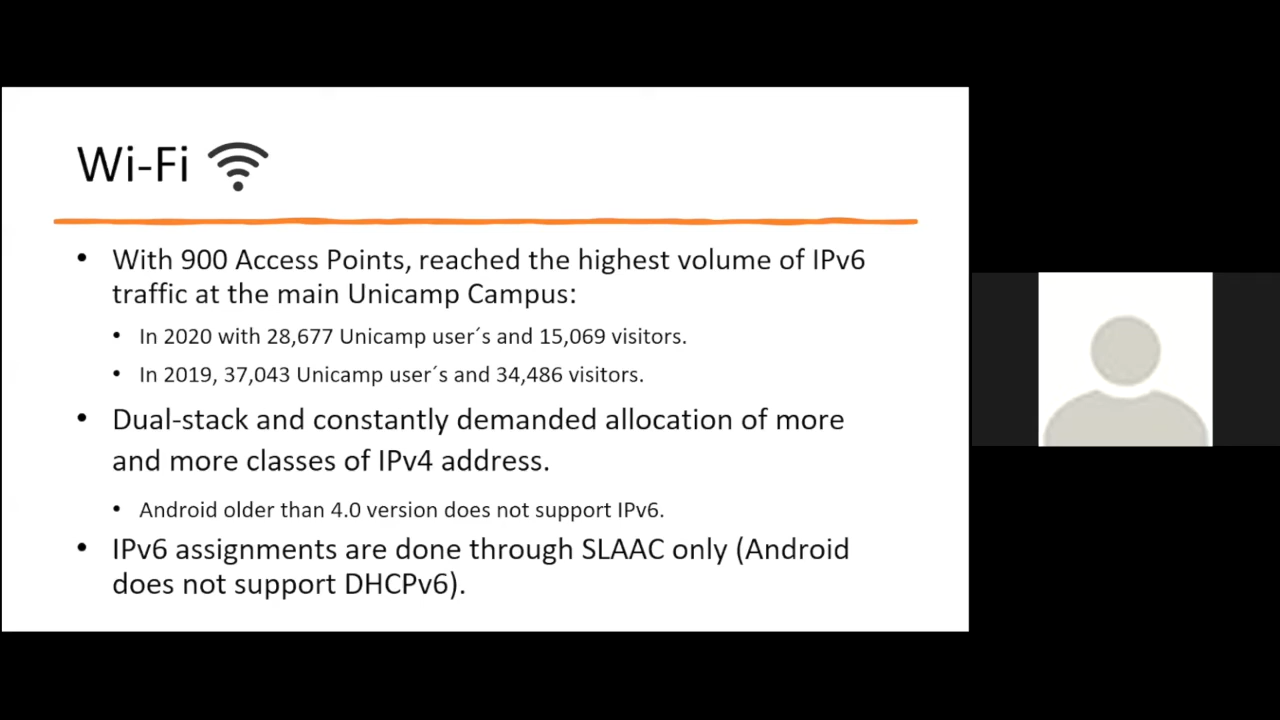 Wi-Fi
• With 900 Access Points, reached the highest volume of IPv6
traffic at the main Unicamp Campus:
• In 2020 with 28,677 Unicamp user´s and 15,069 visitors.
• In 2019, 37,043 Unicamp user´s and 34,486 visitors.
• Dual-stack and constantly demanded allocation of more
and more classes of IPv4 address.
• Android older than 4.0 version does not support IPv6.
• IPv6 assignments are done through SLAAC only (Android
does not support DHCPv6).